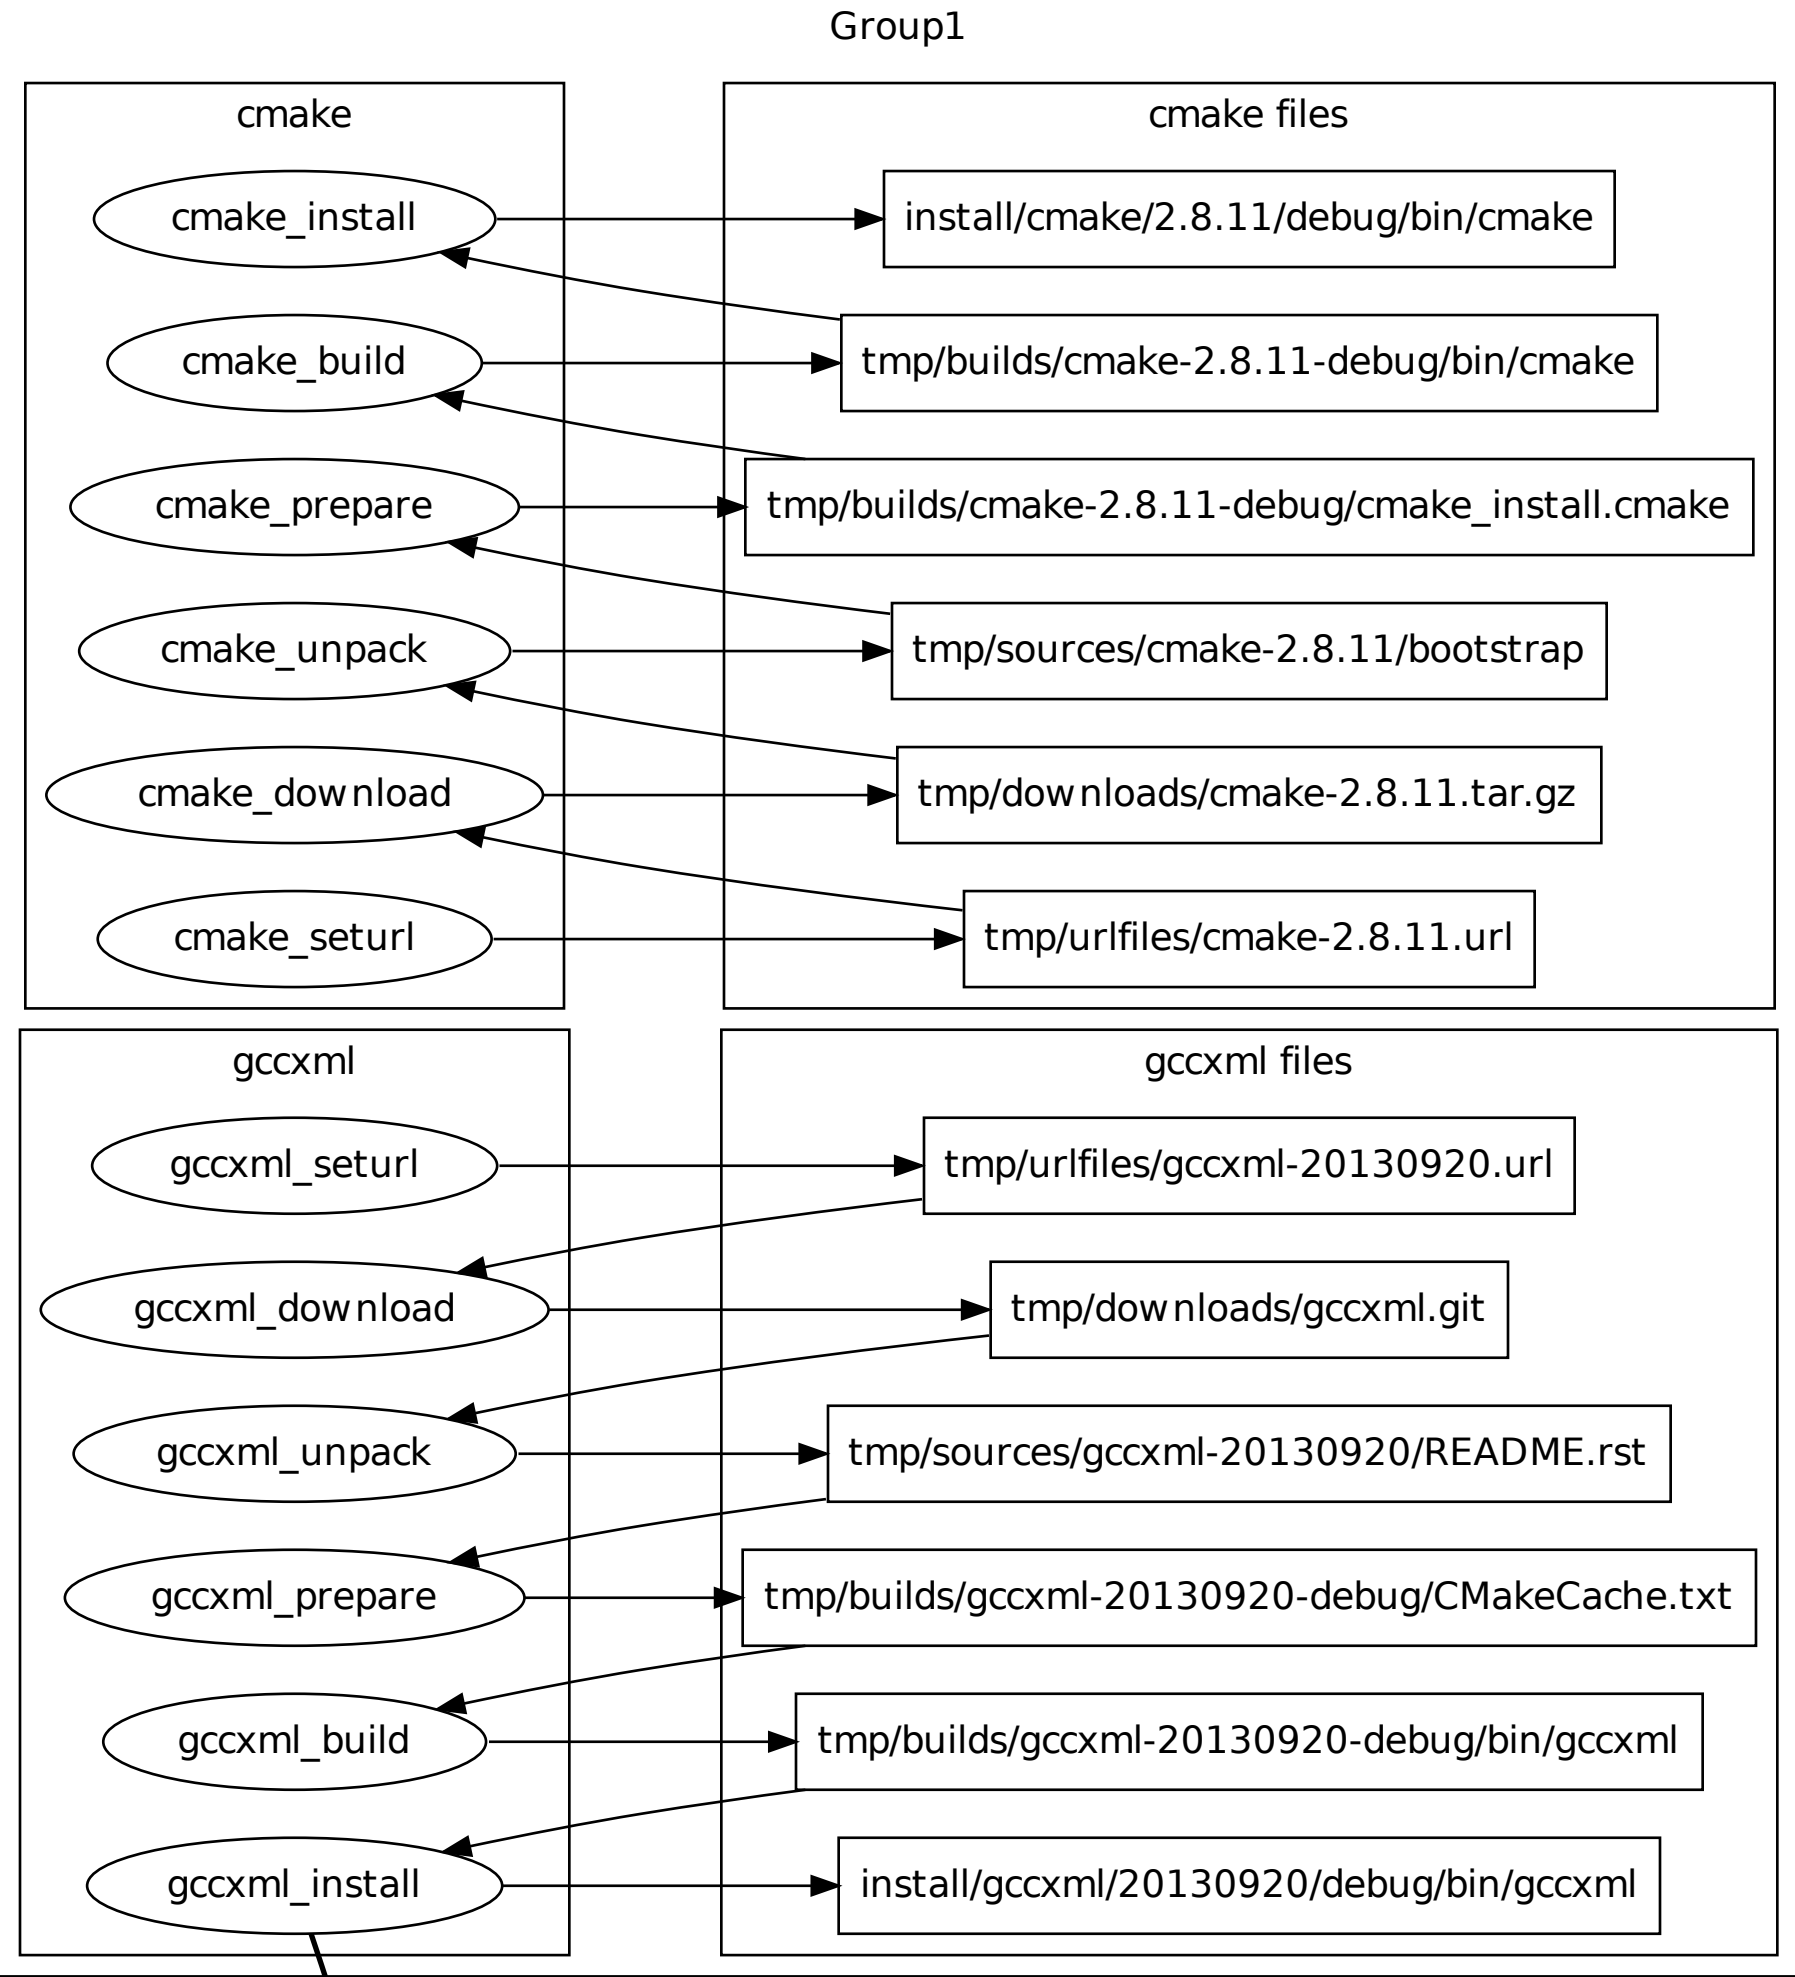 Group1
cmake
cmake files
cmake_install
install/cmake/2.8.11/debug/bin/cmake
cmake_build
tmp/builds/cmake-2.8.11-debug/bin/cmake
cmake_prepare
tmp/builds/cmake-2.8.11-debug/cmake_install.cmake
cmake_unpack
tmp/sources/cmake-2.8.11/bootstrap
cmake_download
tmp/downloads/cmake-2.8.11.tar.gz
cmake_seturl
tmp/urlfiles/cmake-2.8.11.url
gccxml
gccxml files
gccxml_seturl
tmp/urlfiles/gccxml-20130920.url
gccxml_download
tmp/downloads/gccxml.git
gccxml_unpack
tmp/sources/gccxml-20130920/README.rst
gccxml_prepare
tmp/builds/gccxml-20130920-debug/CMakeCache.txt
gccxml_build
tmp/builds/gccxml-20130920-debug/bin/gccxml
gccxml_install
install/gccxml/20130920/debug/bin/gccxml